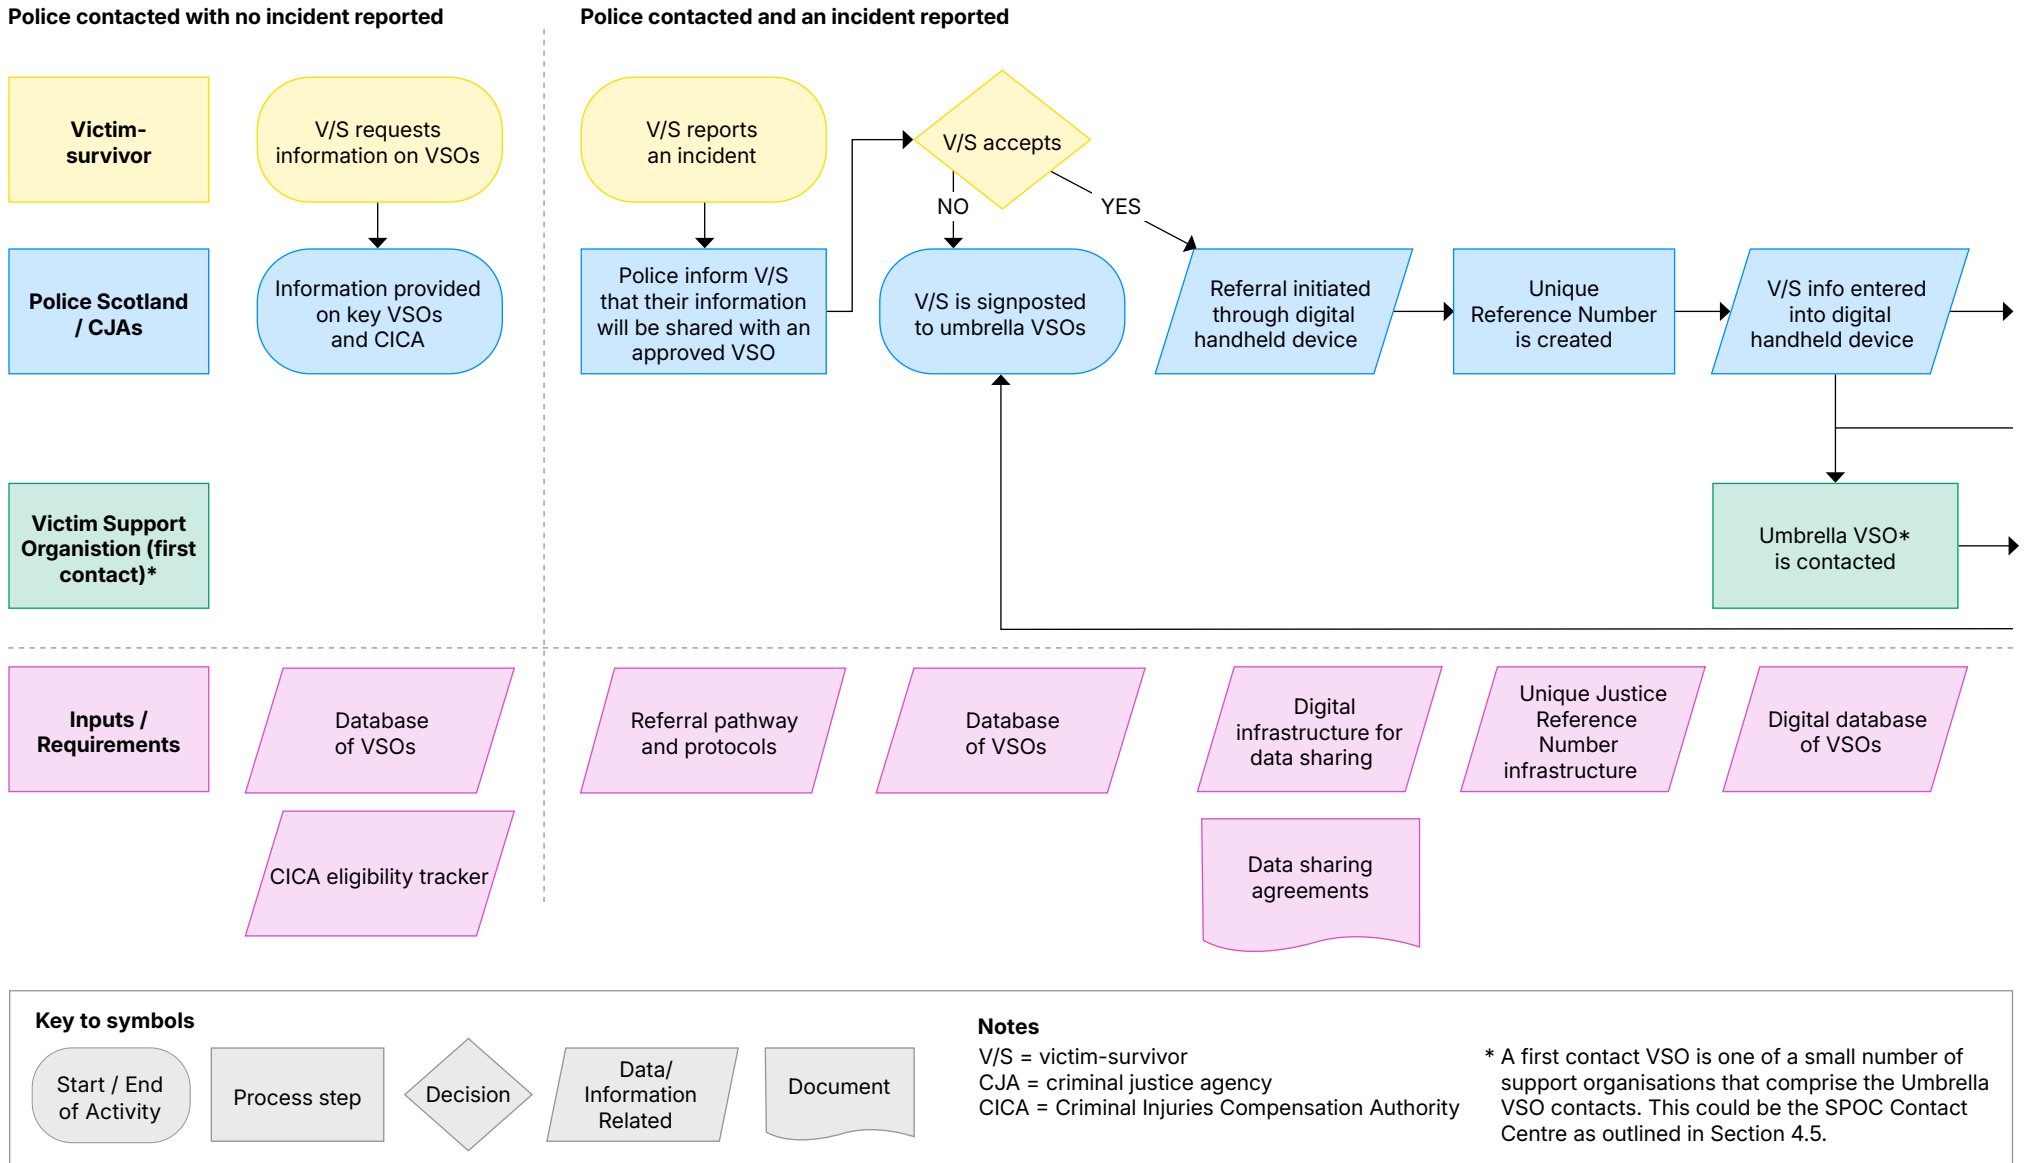 Police contacted with no incident reported
Police contacted and an incident reported
Victim-
survivor
V/S requests
information on VSOs
V/S reports
an incident
V/S accepts
NO
YES
Police Scotland
/ CJAs
Information provided
on key VSOs
and CICA
Police inform V/S
that their information
will be shared with an
approved VSO
V/S is signposted
to umbrella VSOs
Referral initiated
through digital
handheld device
Unique
Reference Number
is created
V/S info entered
into digital
handheld device
Victim Support
Organistion (first
contact)*
Umbrella VSO*
is contacted
Inputs /
Requirements
Database
of VSOs
Referral pathway
and protocols
Database
of VSOs
Digital
infrastructure for
data sharing
Unique Justice
Reference
Number
infrastructure
Digital database
of VSOs
CICA eligibility tracker
Data sharing
agreements
Key to symbols
Start / End
of Activity
Process step
Decision
Data/
Information
Related
Document
Notes
V/S = victim-survivor
CJA = criminal justice agency
CICA = Criminal Injuries Compensation Authority
* A first contact VSO is one of a small number of
support organisations that comprise the Umbrella
VSO contacts. This could be the SPOC Contact
Centre as outlined in Section 4.5.